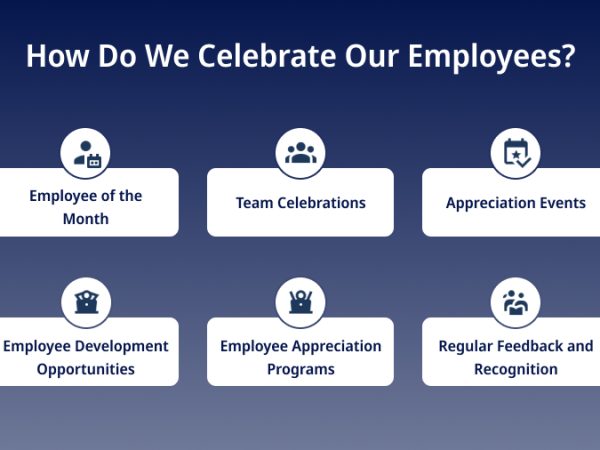 How Do We Celebrate Our Employees?
Employee of the
Month
Team Celebrations
Appreciation Events
Employee Development
Opportunities
Employee Appreciation
Programs
Regular Feedback and
Recognition